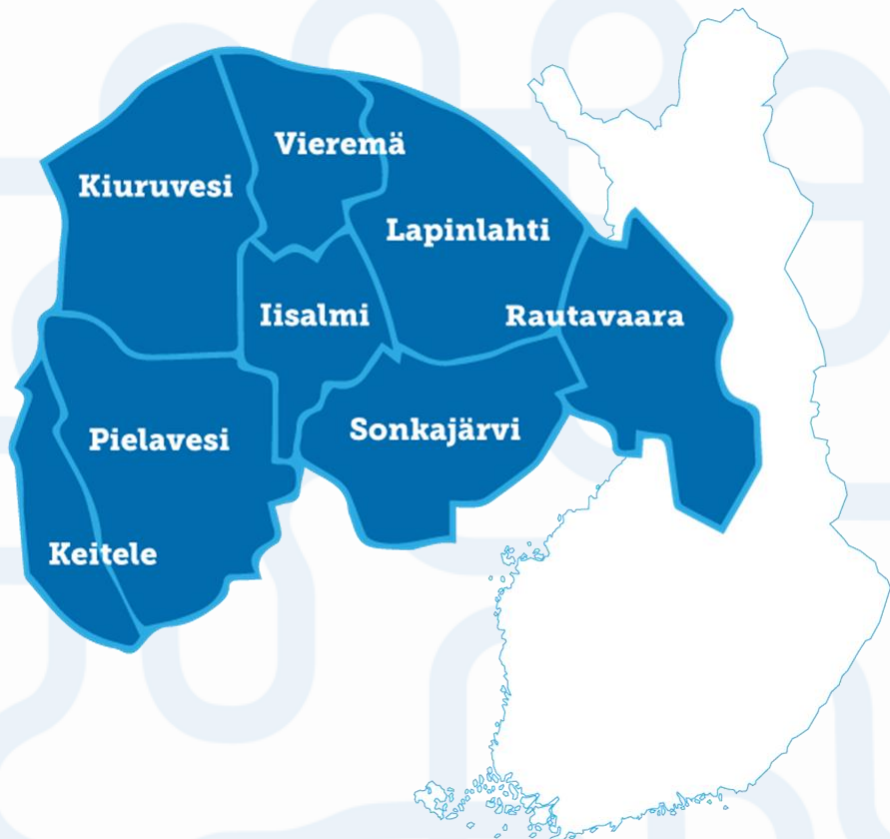 Vieremä
Kiuruvesi
Lapinlahti
Iisalmi
Rautavaara
Sonkajärvi
Pielavesi
Keitele